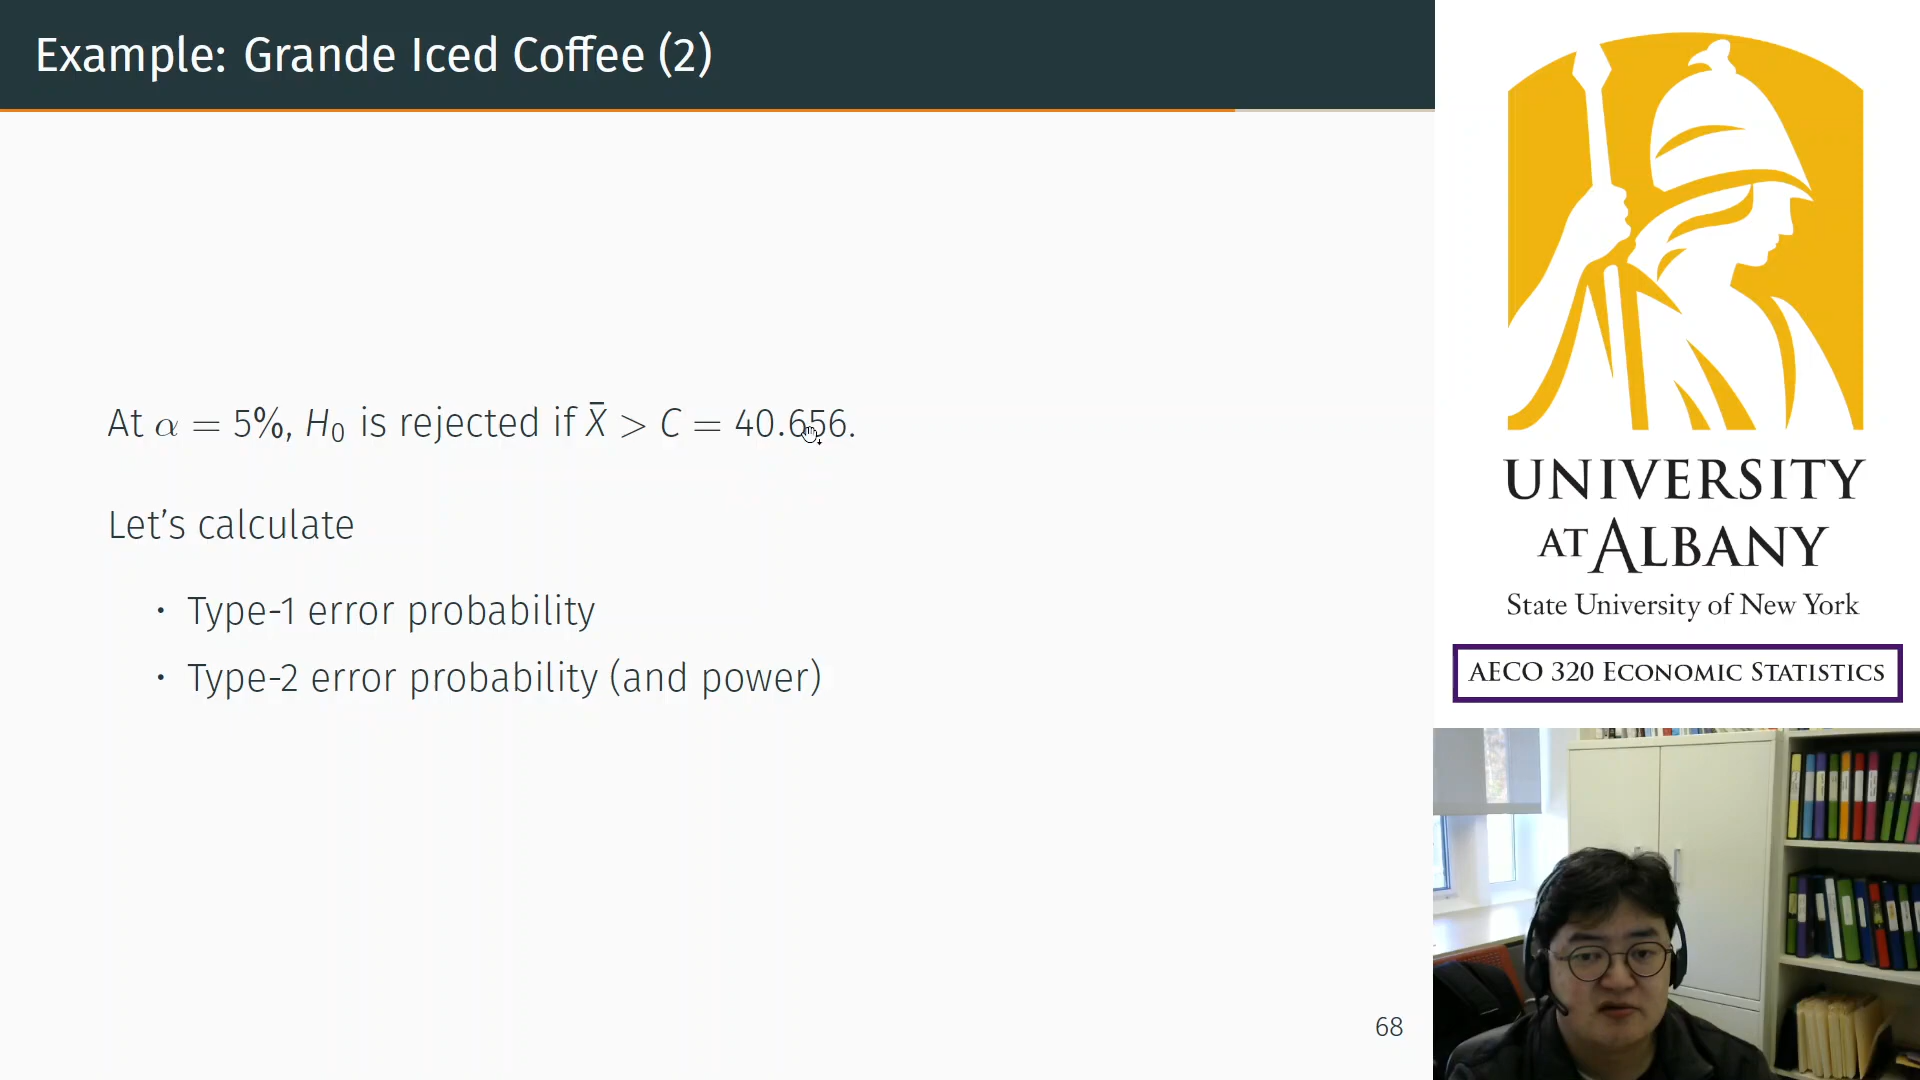 Example: Grande Iced Coffee (2)
At α = 5%, H₀ is rejected if X̄ > C = 40.656.
Let’s calculate
• Type-1 error probability
• Type-2 error probability (and power)
68
UNIVERSITY
AT ALBANY
State University of New York
AECO 320 ECONOMIC STATISTICS